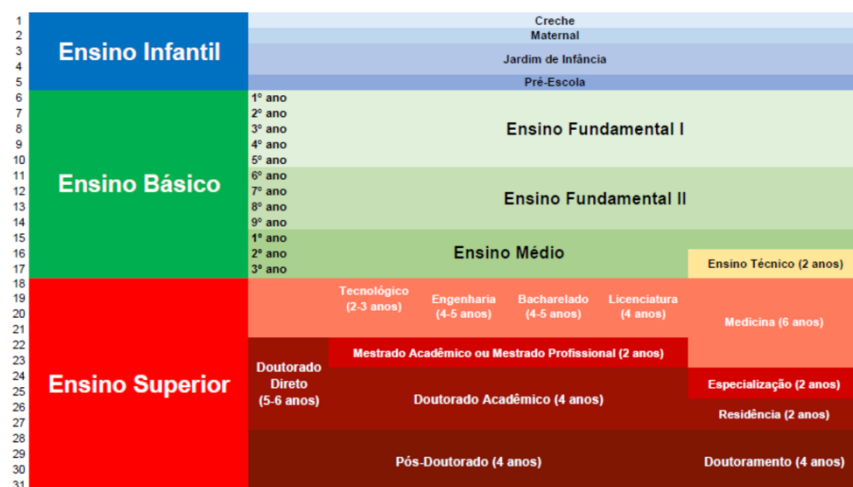 1
2
3
4
5
6
7
8
9
10
11
12
13
14
15
16
17
18
19
20
21
22
23
24
25
26
27
28
29
30
31
Ensino Infantil
Creche
Maternal
Jardim de Infância
Pré-Escola
Ensino Básico
1º ano
2º ano
3º ano
4º ano
5º ano
Ensino Fundamental I
6º ano
7º ano
8º ano
9º ano
Ensino Fundamental II
1º ano
2º ano
3º ano
Ensino Médio
Ensino Técnico (2 anos)
Ensino Superior
Tecnológico
(2-3 anos)
Engenharia
(4-5 anos)
Bacharelado
(4-5 anos)
Licenciatura
(4 anos)
Medicina (6 anos)
Mestrado Acadêmico ou Mestrado Profissional (2 anos)
Doutorado
Direto
(5-6 anos)
Doutorado Acadêmico (4 anos)
Especialização (2 anos)
Residência (2 anos)
Pós-Doutorado (4 anos)
Doutoramento (4 anos)